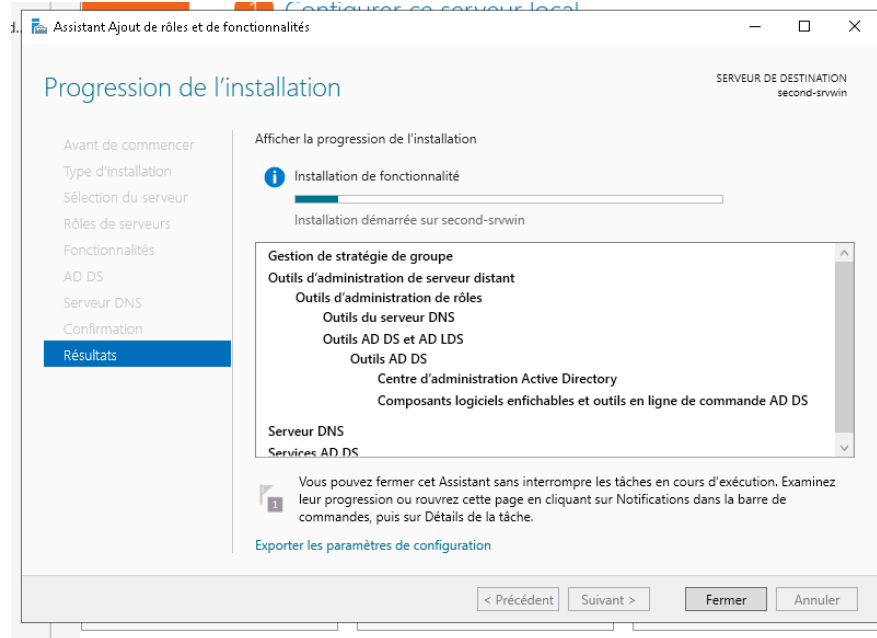 1 Configurer ce serveur local
Assistant Ajout de rôles et de fonctionnalités
Progression de l'installation
SERVEUR DE DESTINATION
second-srvwin
Avant de commencer
Type d'installation
Sélection du serveur
Rôles de serveurs
Fonctionnalités
AD DS
Serveur DNS
Confirmation
Résultats
Afficher la progression de l'installation
Installation de fonctionnalité
Installation démarrée sur second-srvwin
Gestion de stratégie de groupe
Outils d'administration de serveur distant
Outils d'administration de rôles
Outils du serveur DNS
Outils AD DS et AD LDS
Outils AD DS
Centre d'administration Active Directory
Composants logiciels enfichables et outils en ligne de commande AD DS
Serveur DNS
Services AD DS
1
Vous pouvez fermer cet Assistant sans interrompre les tâches en cours d'exécution. Examinez
leur progression ou rouvrez cette page en cliquant sur Notifications dans la barre de
commandes, puis sur Détails de la tâche.
Exporter les paramètres de configuration
< Précédent
Suivant >
Fermer
Annuler